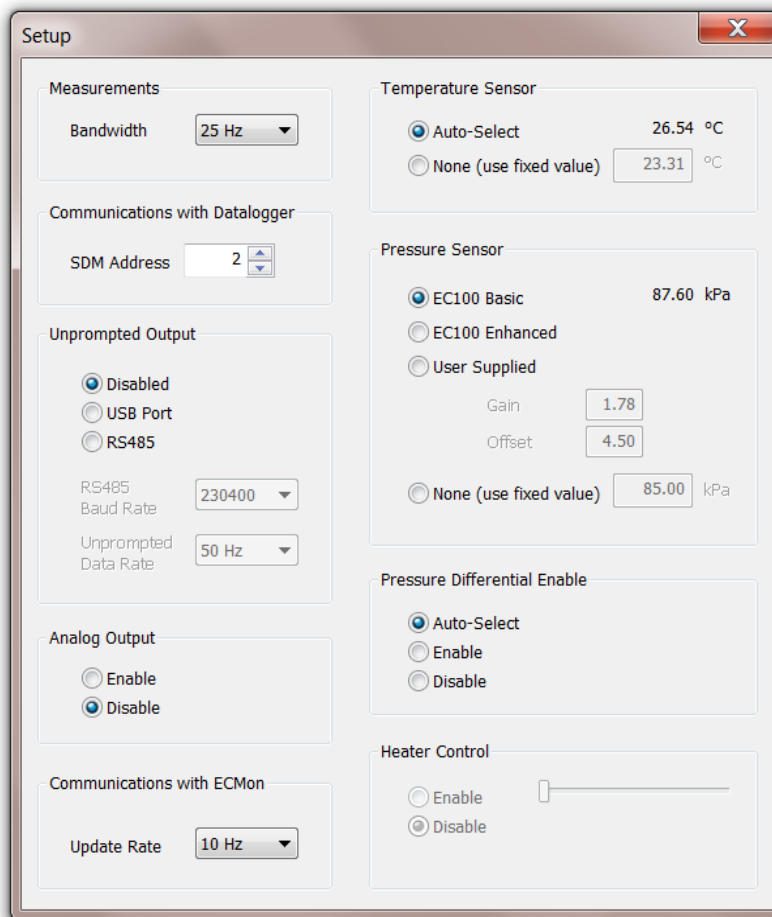 Setup
Measurements
Bandwidth 25 Hz
Communications with Datalogger
SDM Address 2
Unprompted Output
Disabled
USB Port
RS485
RS485
Baud Rate
230400
Unprompted
Data Rate
50 Hz
Analog Output
Enable
Disable
Communications with ECMon
Update Rate 10 Hz
Temperature Sensor
Auto-Select 26.54 ºC
None (use fixed value) 23.31 ºC
Pressure Sensor
EC100 Basic 87.60 kPa
EC100 Enhanced
User Supplied
Gain 1.78
Offset 4.50
None (use fixed value) 85.00 kPa
Pressure Differential Enable
Auto-Select
Enable
Disable
Heater Control
Enable
Disable